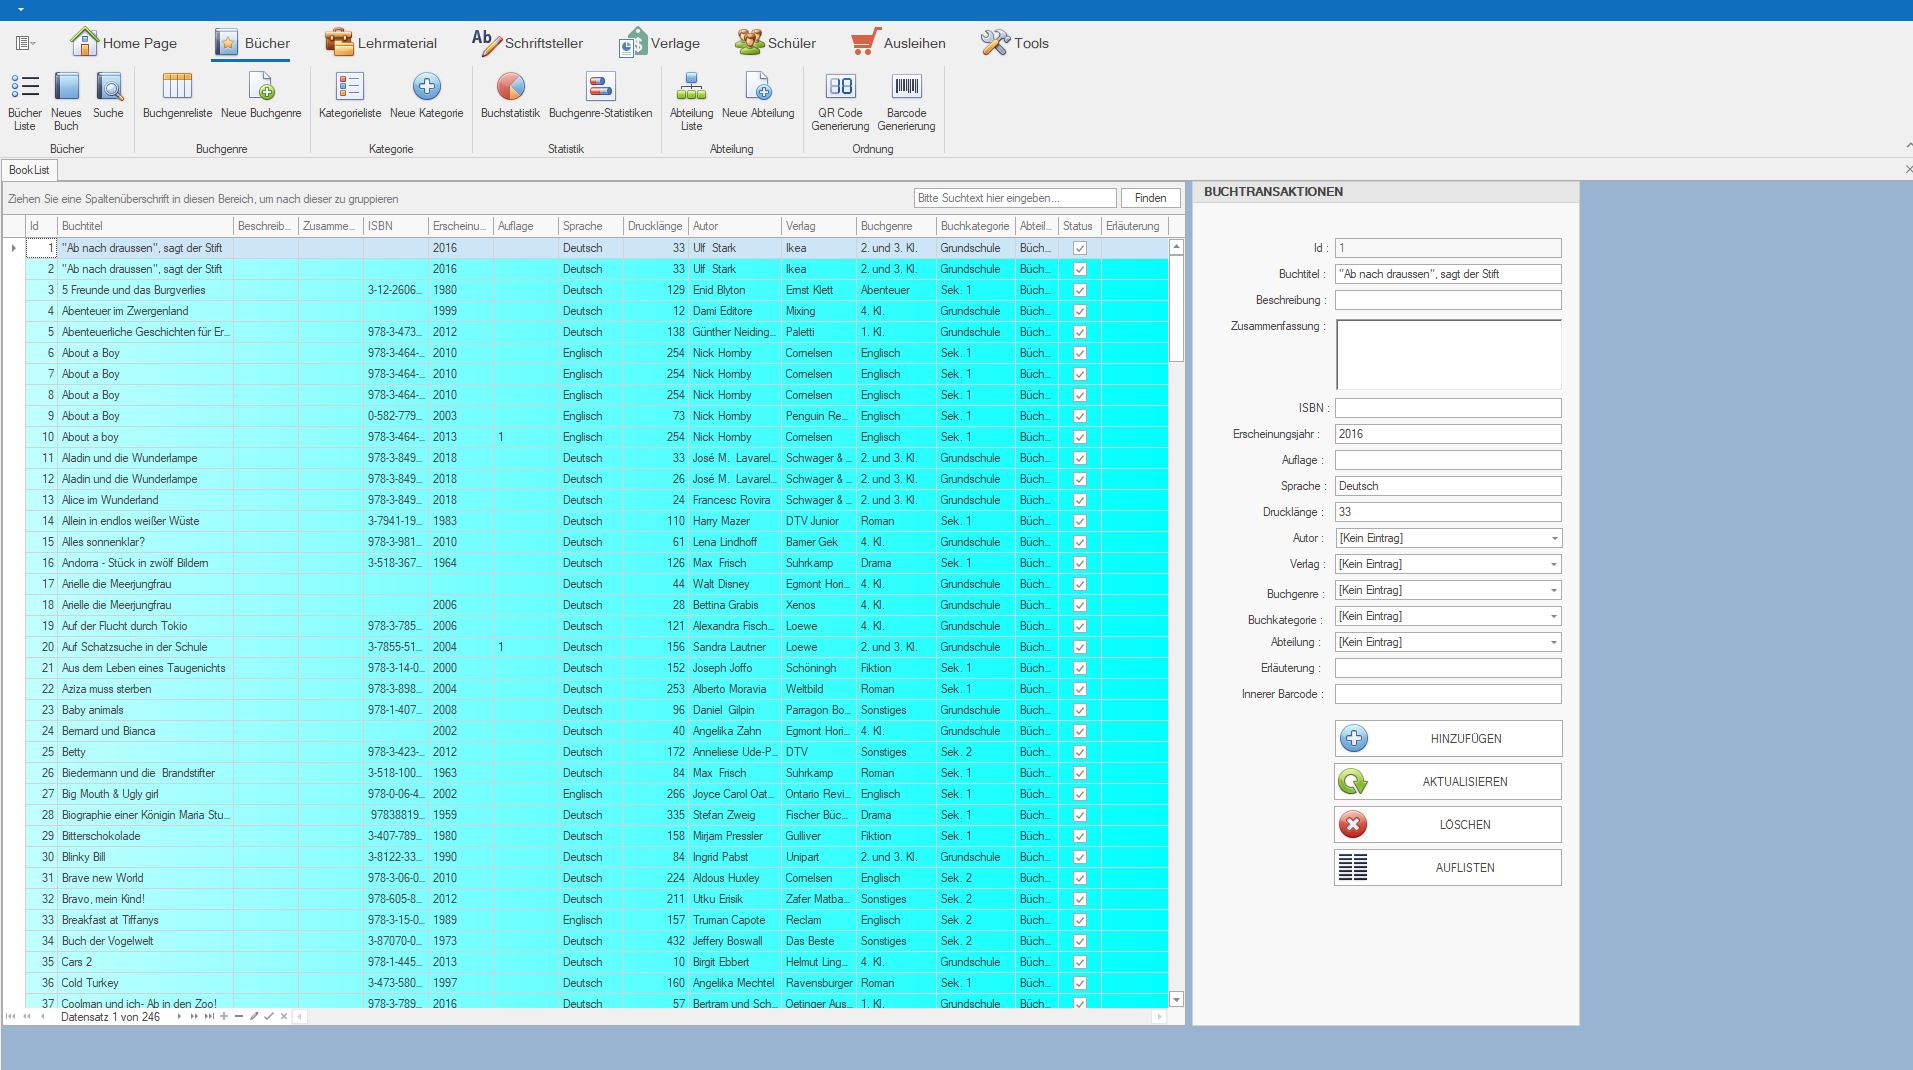 Home Page Bücher Lehrmaterial Schriftsteller Verlage Schüler Ausleihen Tools
Bücher Liste Neues Buch Suche Buchgenreliste Neue Buchgenre Kategorieliste Neue Kategorie Buchstatistik Buchgenre-Statistiken Abteilung Liste Neue Abteilung QR Code Generierung Barcode Generierung
Bücher Buchgenre Kategorie Statistik Abteilung Ordnung
BookList
Ziehen Sie eine Spaltenüberschrift in diesen Bereich, um nach dieser zu gruppieren Bitte Suchtext hier eingeben... Finden
Id Buchtitel Beschreib... Zusamme... ISBN Erscheinu... Auflage Sprache Drucklänge Autor Verlag Buchgenre Buchkategorie Abteil... Status Erläuterung
1 "Ab nach draussen", sagt der Stift 2016 Deutsch 33 Ulf Stark Ikea 2. und 3. Kl. Grundschule Büch...
2 "Ab nach draussen", sagt der Stift 2016 Deutsch 33 Ulf Stark Ikea 2. und 3. Kl. Grundschule Büch...
3 5 Freunde und das Burgverlies 3-12-2606... 1980 Deutsch 129 Enid Blyton Ernst Klett Abenteuer Sek. 1 Büch...
4 Abenteuer im Zwergenland 1999 Deutsch 12 Dami Editore Mixing 4. Kl. Grundschule Büch...
5 Abenteuerliche Geschichten für Er... 978-3-473... 2012 Deutsch 138 Günther Neiding... Paletti 1. Kl. Grundschule Büch...
6 About a Boy 978-3-464-... 2010 Englisch 254 Nick Hornby Cornelsen Englisch Sek. 1 Büch...
7 About a Boy 978-3-464-... 2010 Englisch 254 Nick Hornby Cornelsen Englisch Sek. 1 Büch...
8 About a Boy 978-3-464-... 2010 Englisch 254 Nick Hornby Cornelsen Englisch Sek. 1 Büch...
9 About a Boy 0-582-779... 2003 Englisch 73 Nick Hornby Penguin Re... Englisch Sek. 1 Büch...
10 About a boy 978-3-464-... 2013 1 Englisch 254 Nick Hornby Cornelsen Englisch Sek. 1 Büch...
11 Aladin und die Wunderlampe 978-3-849... 2018 Deutsch 33 José M. Lavarel... Schwager & ... 2. und 3. Kl. Grundschule Büch...
12 Aladin und die Wunderlampe 978-3-849... 2018 Deutsch 26 José M. Lavarel... Schwager & ... 2. und 3. Kl. Grundschule Büch...
13 Alice im Wunderland 978-3-849... 2018 Deutsch 24 Francesc Rovira Schwager & ... 2. und 3. Kl. Grundschule Büch...
14 Allein in endlos weißer Wüste 3-7941-19... 1983 Deutsch 110 Harry Mazer DTV Junior Roman Sek. 1 Büch...
15 Alles sonnenklar? 978-3-981... 2010 Deutsch 61 Lena Lindhoff Bamer Gek 4. Kl. Grundschule Büch...
16 Andorra - Stück in zwölf Bildern 3-518-367... 1964 Deutsch 126 Max Frisch Suhrkamp Drama Sek. 1 Büch...
17 Arielle die Meerjungfrau Deutsch 44 Walt Disney Egmont Hori... 4. Kl. Grundschule Büch...
18 Arielle die Meerjungfrau 2006 Deutsch 28 Bettina Grabis Xenos 4. Kl. Grundschule Büch...
19 Auf der Flucht durch Tokio 978-3-785... 2006 Deutsch 121 Alexandra Fisch... Loewe 4. Kl. Grundschule Büch...
20 Auf Schatzsuche in der Schule 3-7855-51... 2004 1 Deutsch 156 Sandra Lautner Loewe 2. und 3. Kl. Grundschule Büch...
21 Aus dem Leben eines Taugenichts 978-3-14-0... 2000 Deutsch 152 Joseph Joffo Schöningh Fiktion Sek. 1 Büch...
22 Aziza muss sterben 978-3-898... 2004 Deutsch 253 Alberto Moravia Weltbild Roman Sek. 1 Büch...
23 Baby animals 978-1-407... 2008 Deutsch 96 Daniel Gilpin Parragon Bo... Sonstiges Grundschule Büch...
24 Bernard und Bianca 2002 Deutsch 40 Angelika Zahn Egmont Hori... 4. Kl. Grundschule Büch...
25 Betty 978-3-423-... 2012 Deutsch 172 Anneliese Ude-P... DTV Sonstiges Sek. 2 Büch...
26 Biedermann und die Brandstifter 3-518-100... 1963 Deutsch 84 Max Frisch Suhrkamp Roman Sek. 1 Büch...
27 Big Mouth & Ugly girl 978-0-06-4... 2002 Englisch 266 Joyce Carol Oat... Ontario Revi... Englisch Sek. 1 Büch...
28 Biographie einer Königin Maria Stu... 97838819... 1959 Deutsch 335 Stefan Zweig Fischer Büc... Drama Sek. 1 Büch...
29 Bitterschokolade 3-407-789... 1980 Deutsch 158 Mirjam Pressler Gulliver Fiktion Sek. 1 Büch...
30 Blinky Bill 3-8122-33... 1990 Deutsch 84 Ingrid Pabst Unipart 2. und 3. Kl. Grundschule Büch...
31 Brave new World 978-3-06-0... 2010 Deutsch 224 Aldous Huxley Cornelsen Englisch Sek. 2 Büch...
32 Bravo, mein Kind! 978-605-8... 2012 Deutsch 211 Utku Erisik Zafer Matba... Sonstiges Sek. 2 Büch...
33 Breakfast at Tiffanys 978-3-15-0... 1989 Englisch 157 Truman Capote Reclam Englisch Sek. 2 Büch...
34 Buch der Vogelwelt 3-87070-0... 1973 Deutsch 432 Jeffery Boswall Das Beste Sonstiges Sek. 2 Büch...
35 Cars 2 978-1-445... 2013 Deutsch 10 Birgit Ebbert Helmut Ling... 4. Kl. Grundschule Büch...
36 Cold Turkey 3-473-580... 1997 Deutsch 160 Angelika Mechtel Ravensburger Roman Sek. 1 Büch...
37 Coolman und ich- Ab in den Zoo! 978-3-789... 2016 Deutsch 57 Bertram und Sch... Oetinger Aus... 1. Kl. Grundschule Büch...
Datensatz 1 von 246
BUCHTRANSAKTIONEN
Id : 1
Buchtitel : "Ab nach draussen", sagt der Stift
Beschreibung :
Zusammenfassung :
ISBN :
Erscheinungsjahr : 2016
Auflage :
Sprache : Deutsch
Drucklänge : 33
Autor : [Kein Eintrag]
Verlag : [Kein Eintrag]
Buchgenre : [Kein Eintrag]
Buchkategorie : [Kein Eintrag]
Abteilung : [Kein Eintrag]
Erläuterung :
Innerer Barcode :
HINZUFÜGEN
AKTUALISIEREN
LÖSCHEN
AUFLISTEN